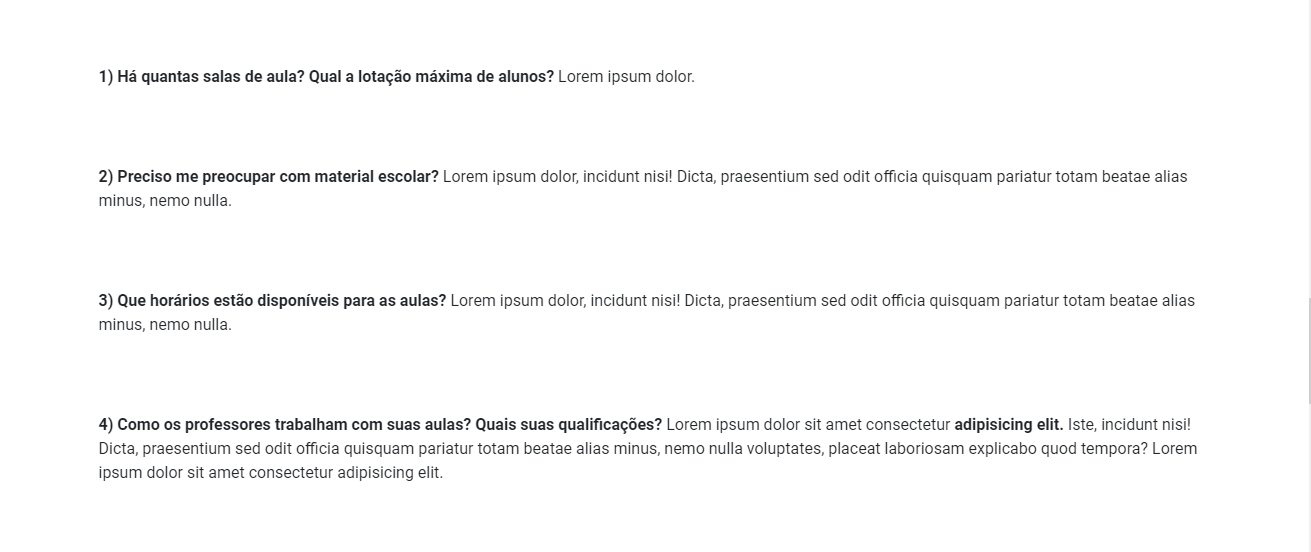 1) Há quantas salas de aula? Qual a lotação máxima de alunos? Lorem ipsum dolor.
2) Preciso me preocupar com material escolar? Lorem ipsum dolor, incidunt nisi! Dicta, praesentium sed odit officia quisquam pariatur totam beatae alias
minus, nemo nulla.
3) Que horários estão disponíveis para as aulas? Lorem ipsum dolor, incidunt nisi! Dicta, praesentium sed odit officia quisquam pariatur totam beatae alias
minus, nemo nulla.
4) Como os professores trabalham com suas aulas? Quais suas qualificações? Lorem ipsum dolor sit amet consectetur adipisicing elit. Iste, incidunt nisi!
Dicta, praesentium sed odit officia quisquam pariatur totam beatae alias minus, nemo nulla voluptates, placeat laboriosam explicabo quod tempora? Lorem
ipsum dolor sit amet consectetur adipisicing elit.